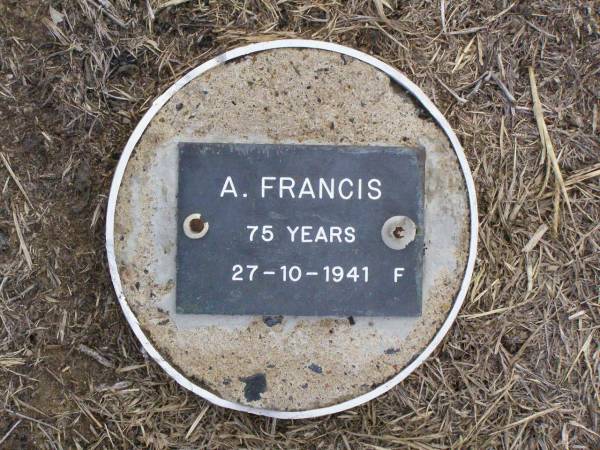 A. FRANCIS
75 YEARS
27-10-1941 F